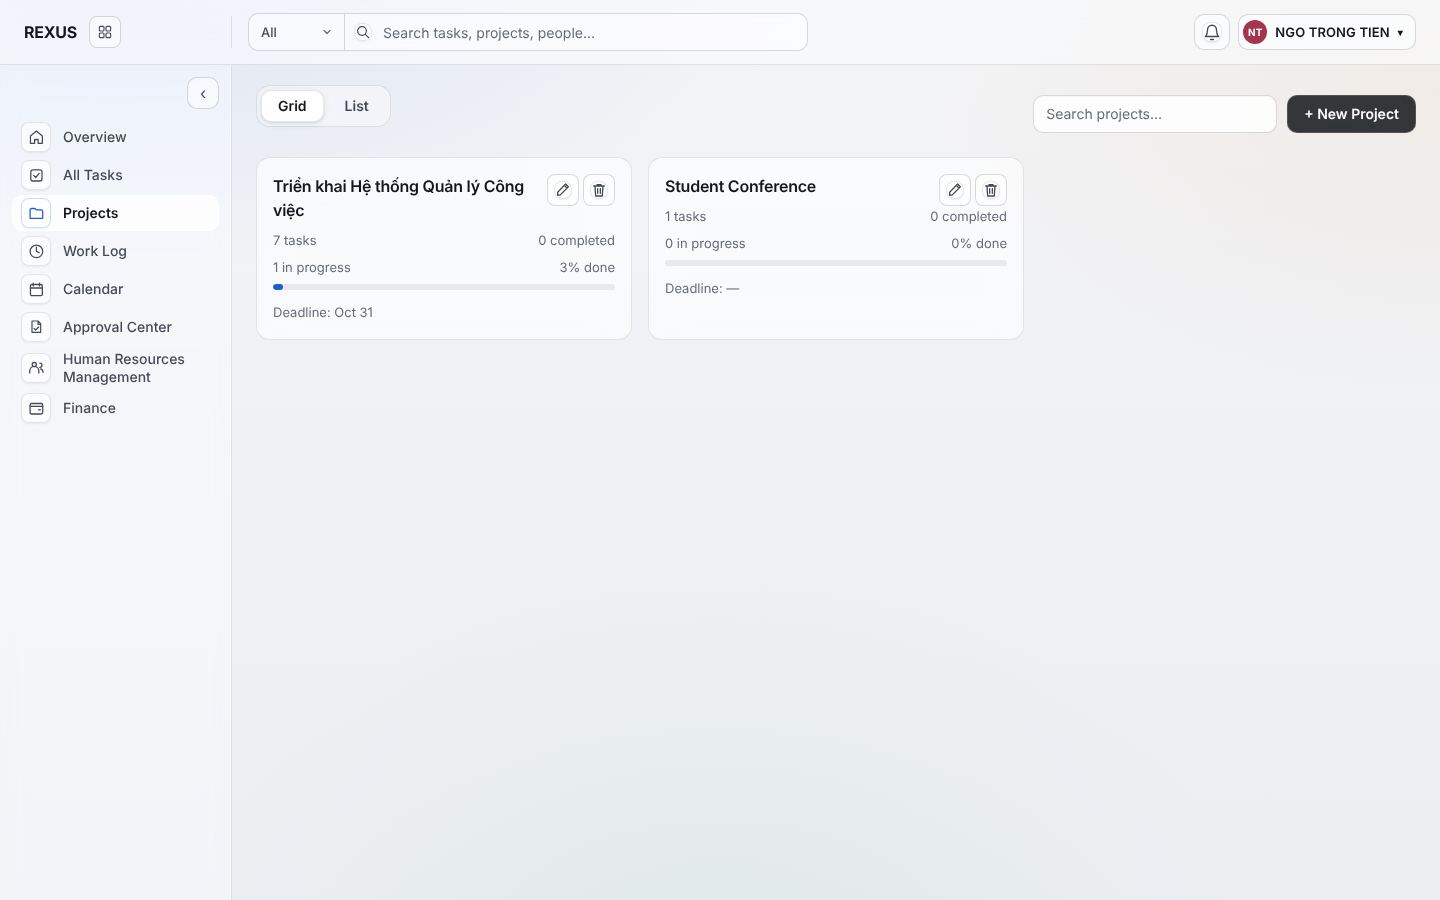 REXUS
All
Search tasks, projects, people...
NT
NGO TRONG TIEN
Overview
All Tasks
Projects
Work Log
Calendar
Approval Center
Human Resources
Management
Finance
Grid
List
Search projects...
+ New Project
Triển khai Hệ thống Quản lý Công
việc
7 tasks
0 completed
1 in progress
3% done
Deadline: Oct 31
Student Conference
1 tasks
0 completed
0 in progress
0% done
Deadline: —